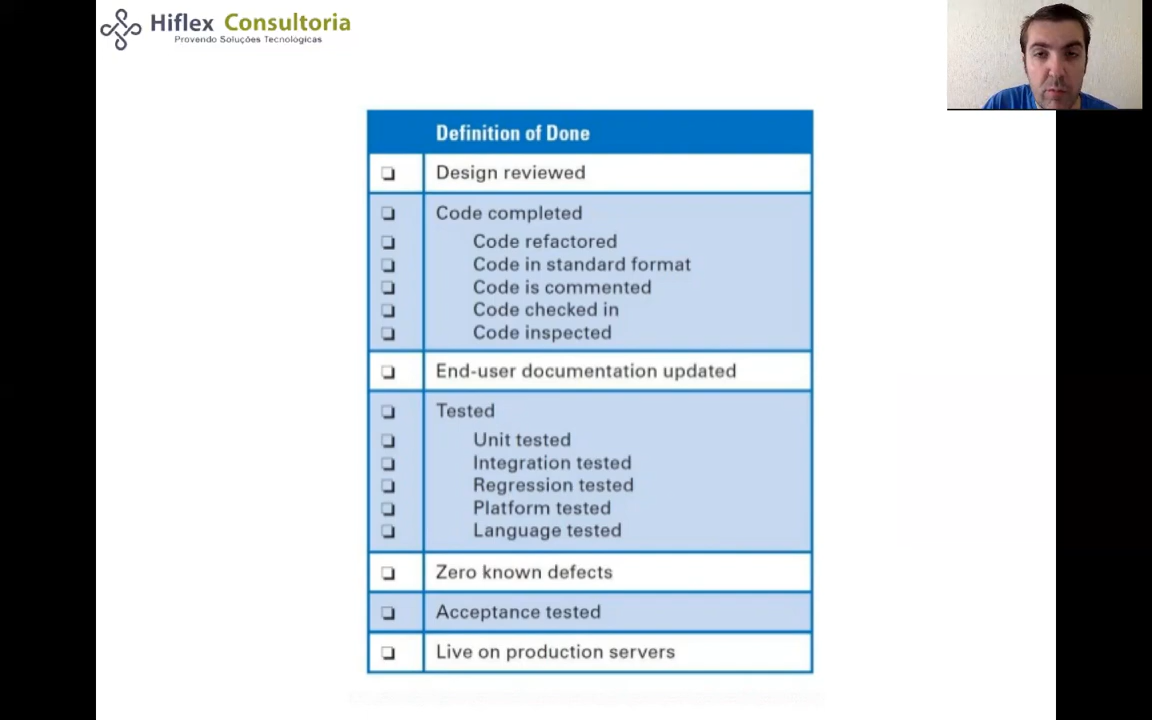 Hiflex Consultoria
Provendo Soluções Tecnológicas
Definition of Done
Design reviewed
Code completed
Code refactored
Code in standard format
Code is commented
Code checked in
Code inspected
End-user documentation updated
Tested
Unit tested
Integration tested
Regression tested
Platform tested
Language tested
Zero known defects
Acceptance tested
Live on production servers